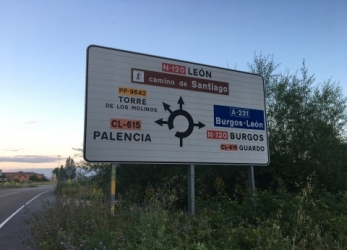 N-120 LEÓN
camino de Santiago
PP-9642
TORRE
DE LOS MOLINOS
CL-615
PALENCIA
A-231
Burgos-León
N-120 BURGOS
CL-615 GUARDO